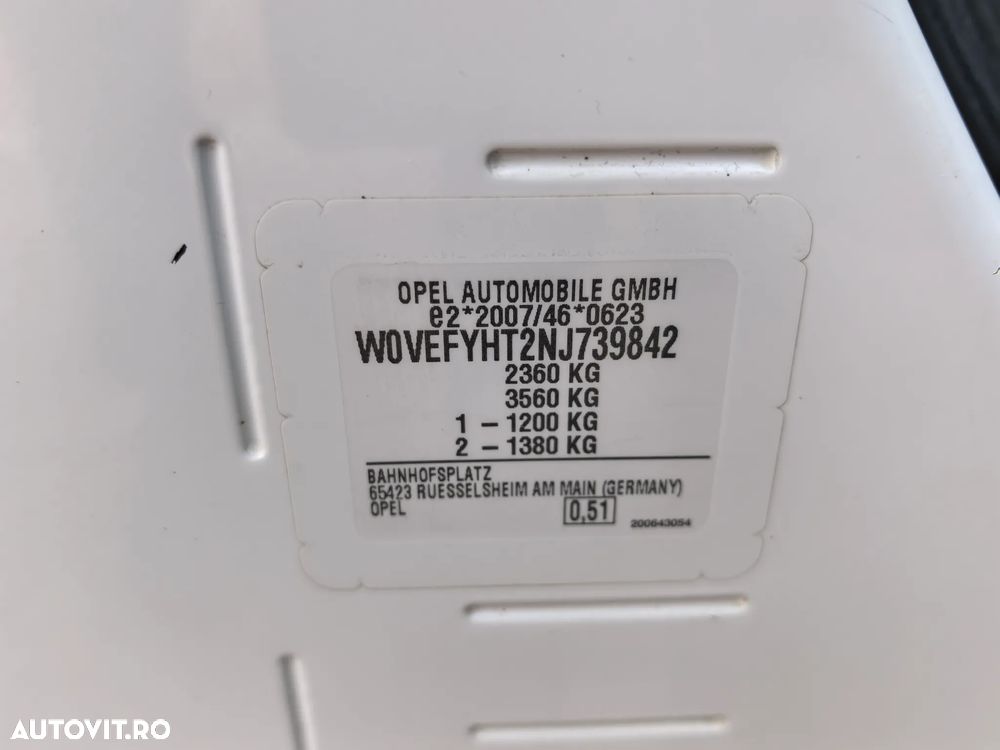 OPEL AUTOMOBILE GMBH
e2*2007/46*0623
W0VEFYHT2NJ739842
2360 KG
3560 KG
1 - 1200 KG
2 - 1380 KG
BAHNHOFSPLATZ
65423 RUESSELSHEIM AM MAIN (GERMANY)
OPEL
0,51
200643054
AUTOVIT.RO